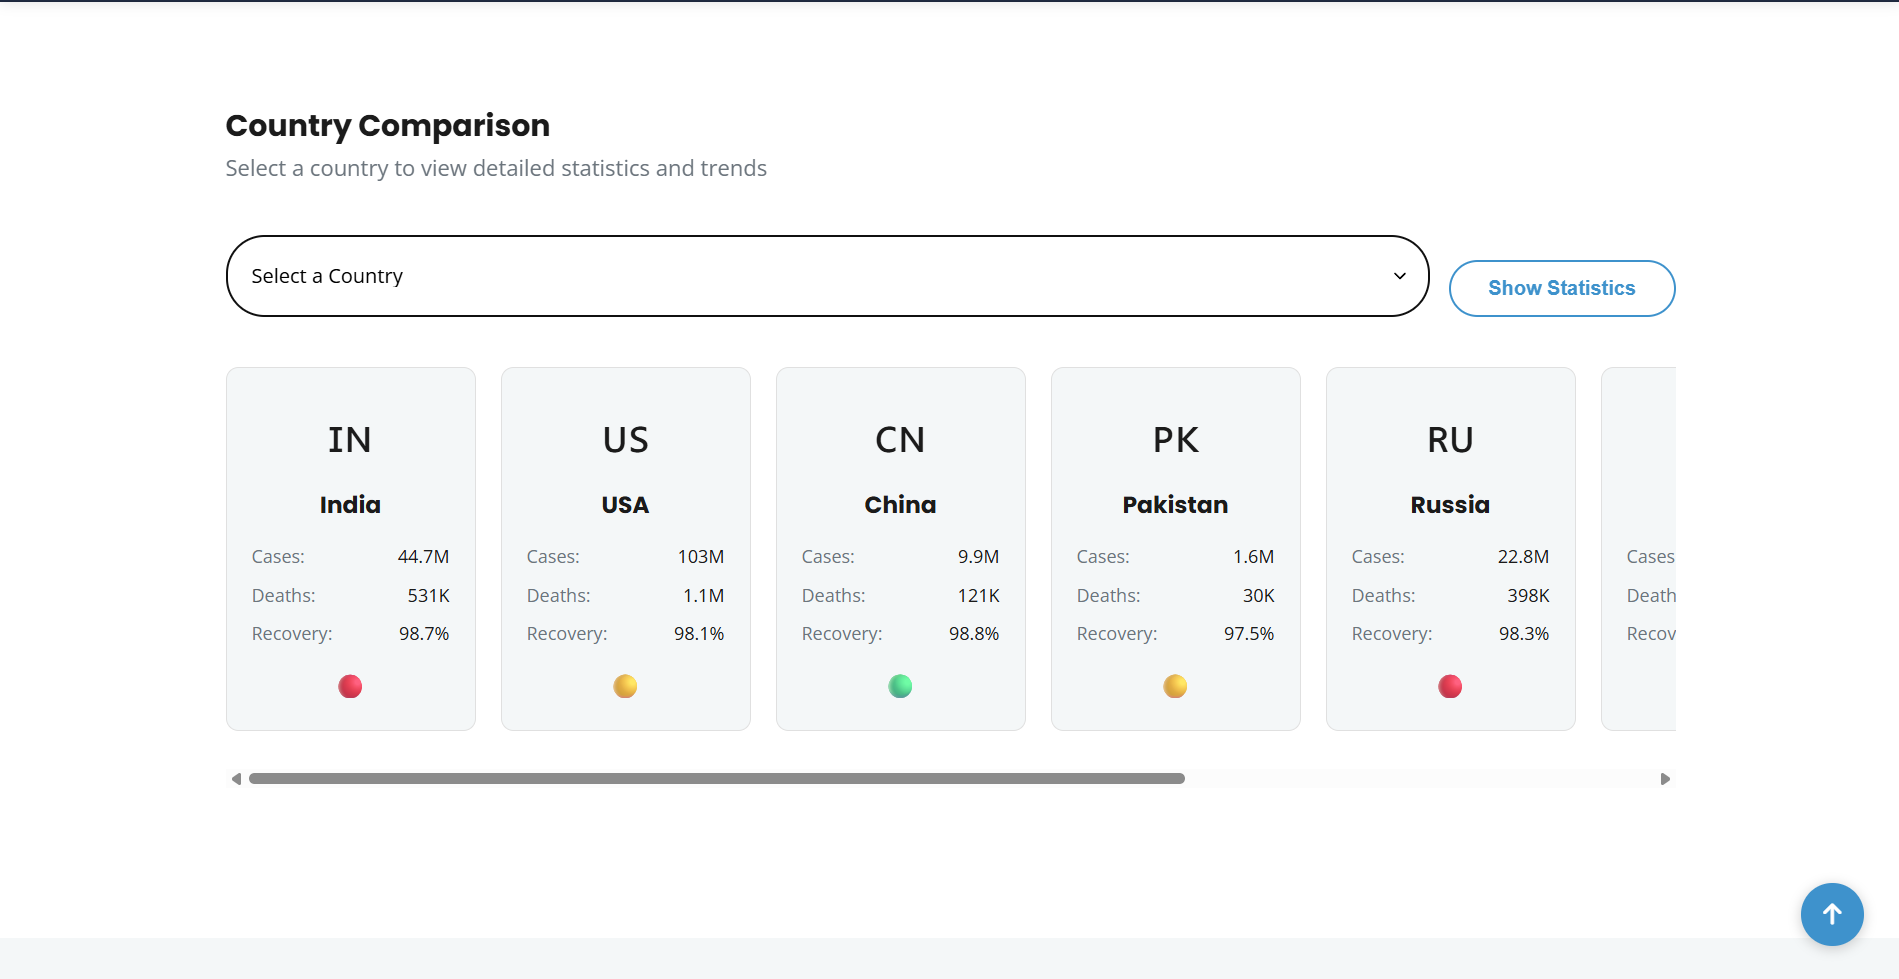 Country Comparison
Select a country to view detailed statistics and trends
Select a Country
Show Statistics
IN
India
Cases: 44.7M
Deaths: 531K
Recovery: 98.7%
US
USA
Cases: 103M
Deaths: 1.1M
Recovery: 98.1%
CN
China
Cases: 9.9M
Deaths: 121K
Recovery: 98.8%
PK
Pakistan
Cases: 1.6M
Deaths: 30K
Recovery: 97.5%
RU
Russia
Cases: 22.8M
Deaths: 398K
Recovery: 98.3%
Cases
Death
Recov